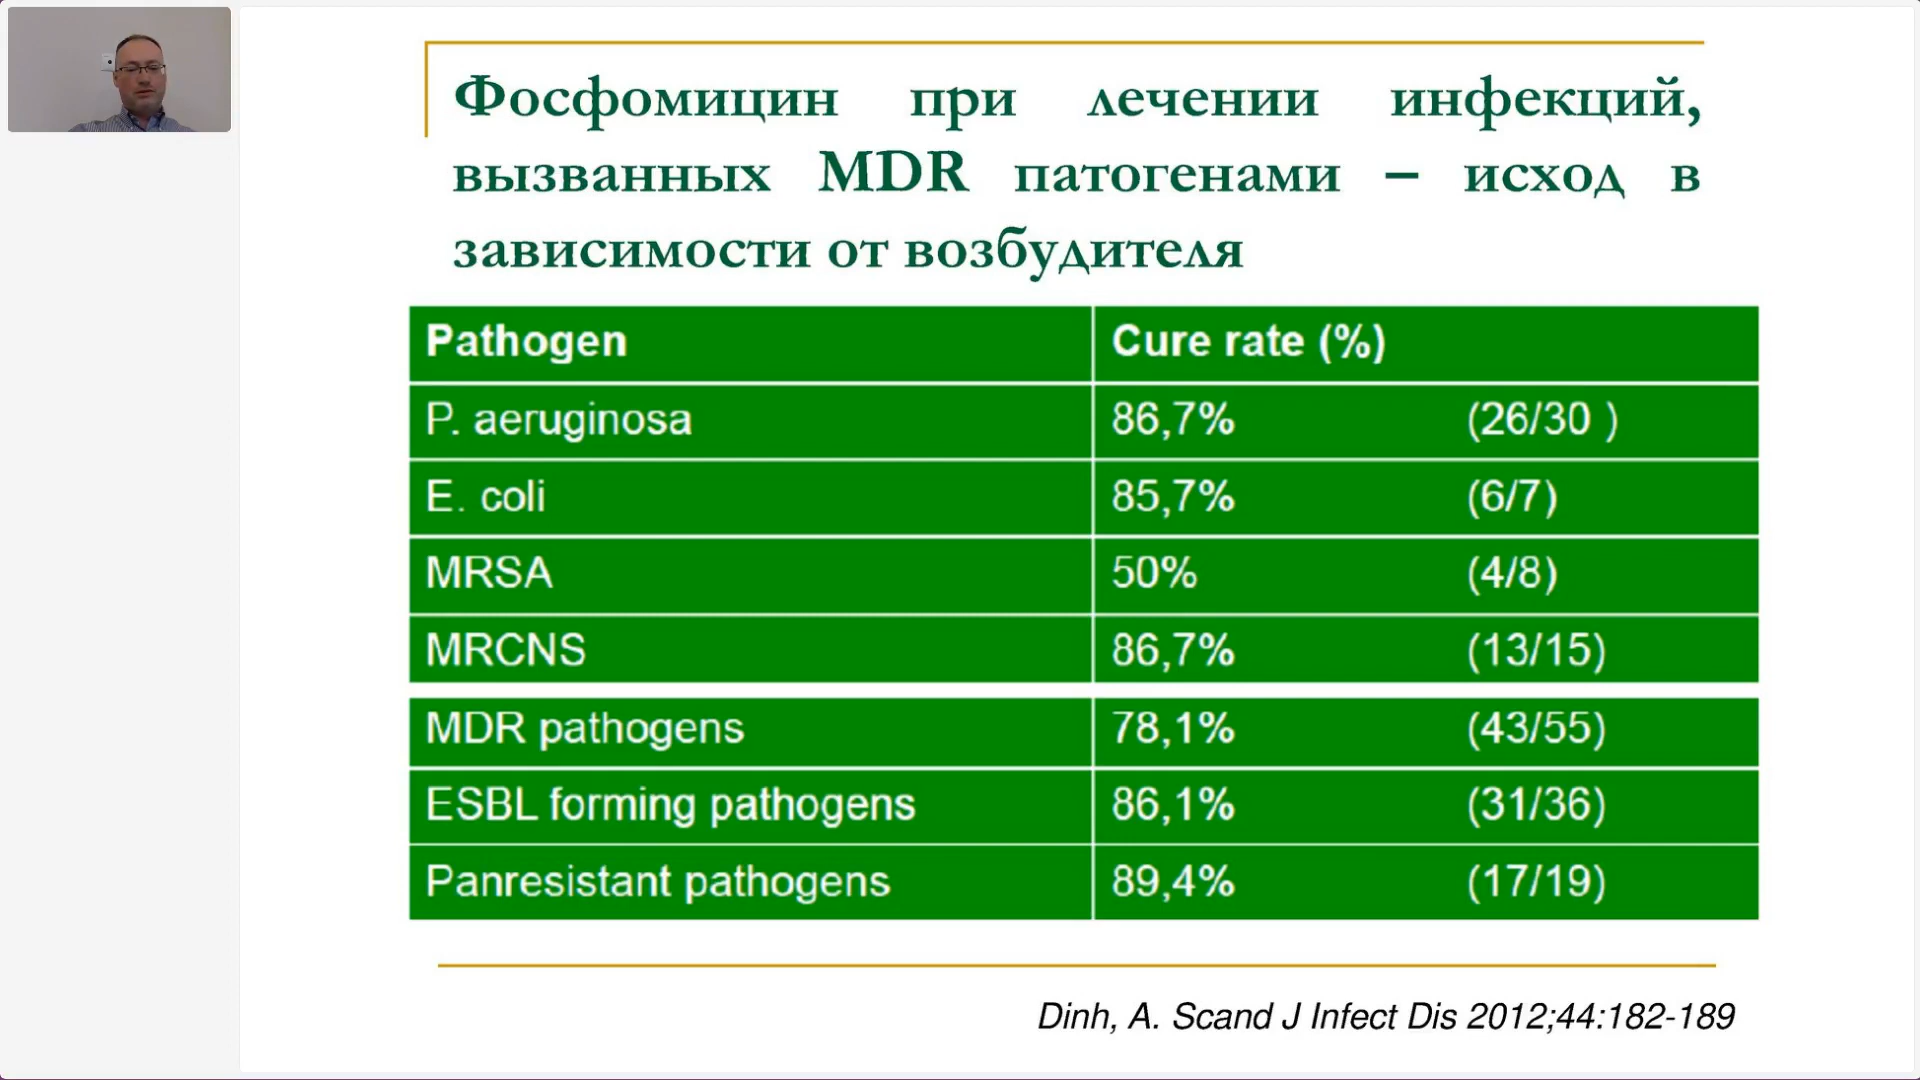 Фосфомицин при лечении инфекций,
вызванных MDR патогенами – исход в
зависимости от возбудителя
Pathogen Cure rate (%)
P. aeruginosa 86,7% (26/30 )
E. coli 85,7% (6/7)
MRSA 50% (4/8)
MRCNS 86,7% (13/15)
MDR pathogens 78,1% (43/55)
ESBL forming pathogens 86,1% (31/36)
Panresistant pathogens 89,4% (17/19)
Dinh, A. Scand J Infect Dis 2012;44:182-189